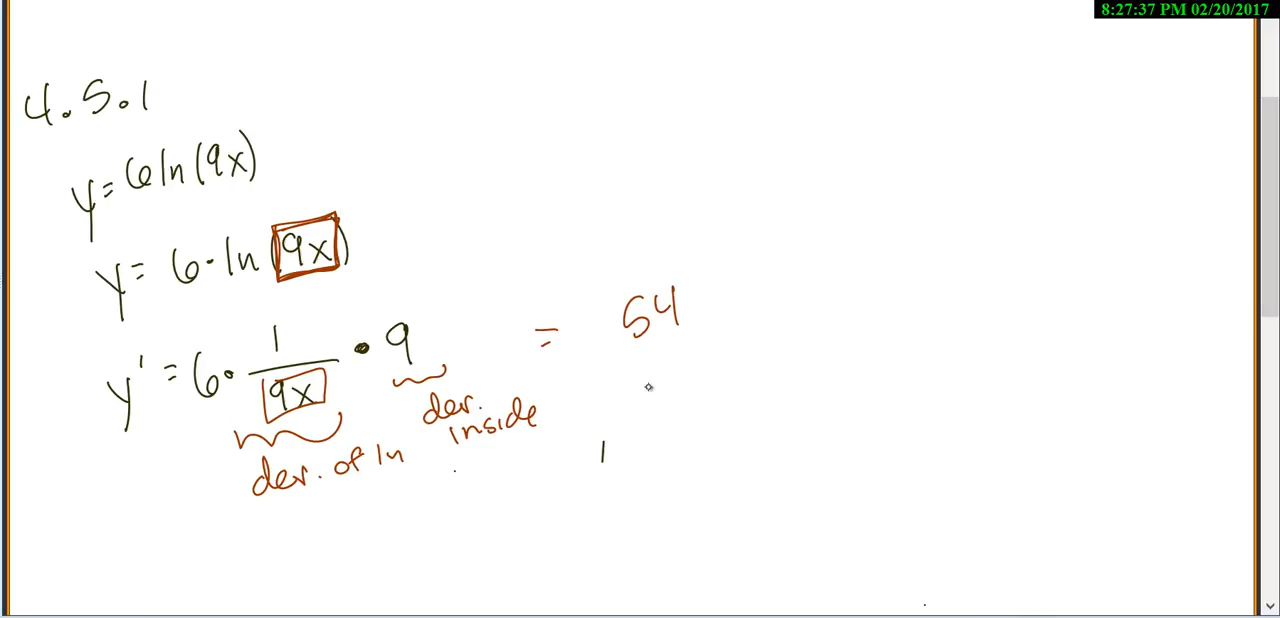 8:27:37 PM 02/20/2017
4.5.1
y=6ln(9x)
y= 6·ln(9x)
y' = 6· 1/9x · 9 = 54
der. inside
der. of ln
1